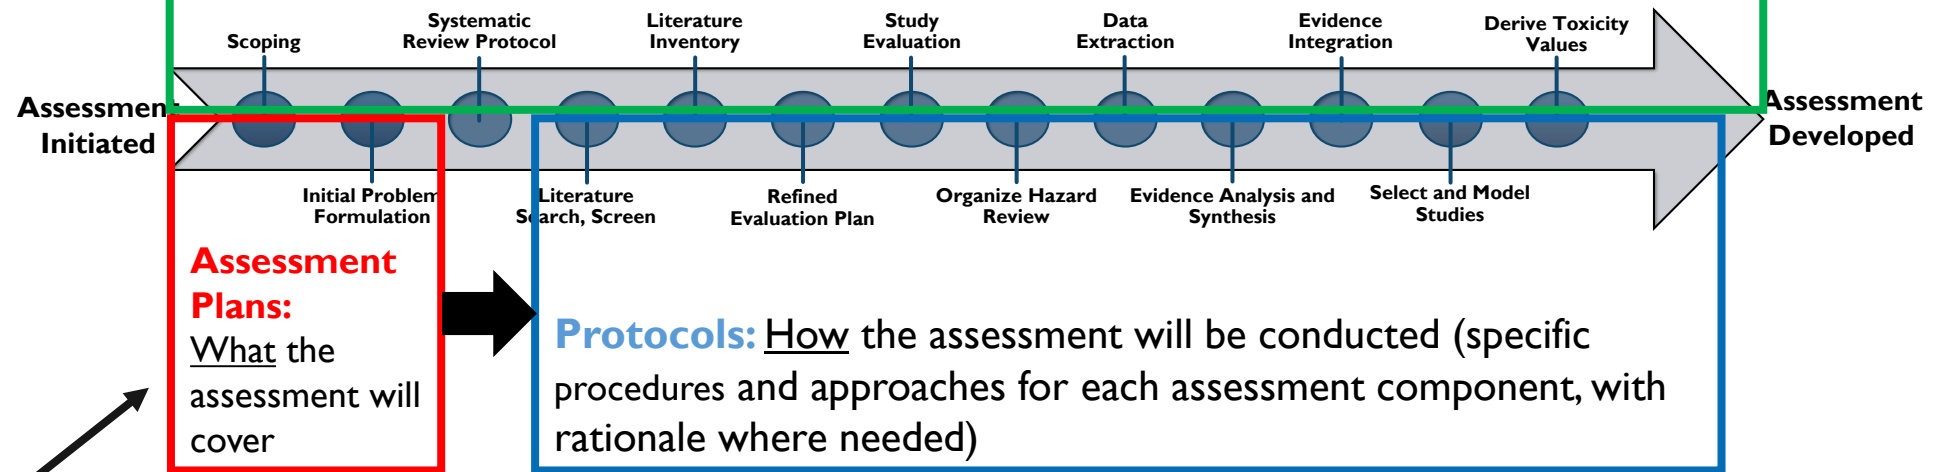 Systematic
Review Protocol
Literature
Inventory
Study
Evaluation
Data
Extraction
Evidence
Integration
Derive Toxicity
Values
Scoping
Assessment
Initiated
Assessment
Developed
Initial Problem
Formulation
Literature
Search, Screen
Refined
Evaluation Plan
Organize Hazard
Review
Evidence Analysis and
Synthesis
Select and Model
Studies
Assessment
Plans:
What the
assessment will
cover
Protocols: How the assessment will be conducted (specific
procedures and approaches for each assessment component, with
rationale where needed)